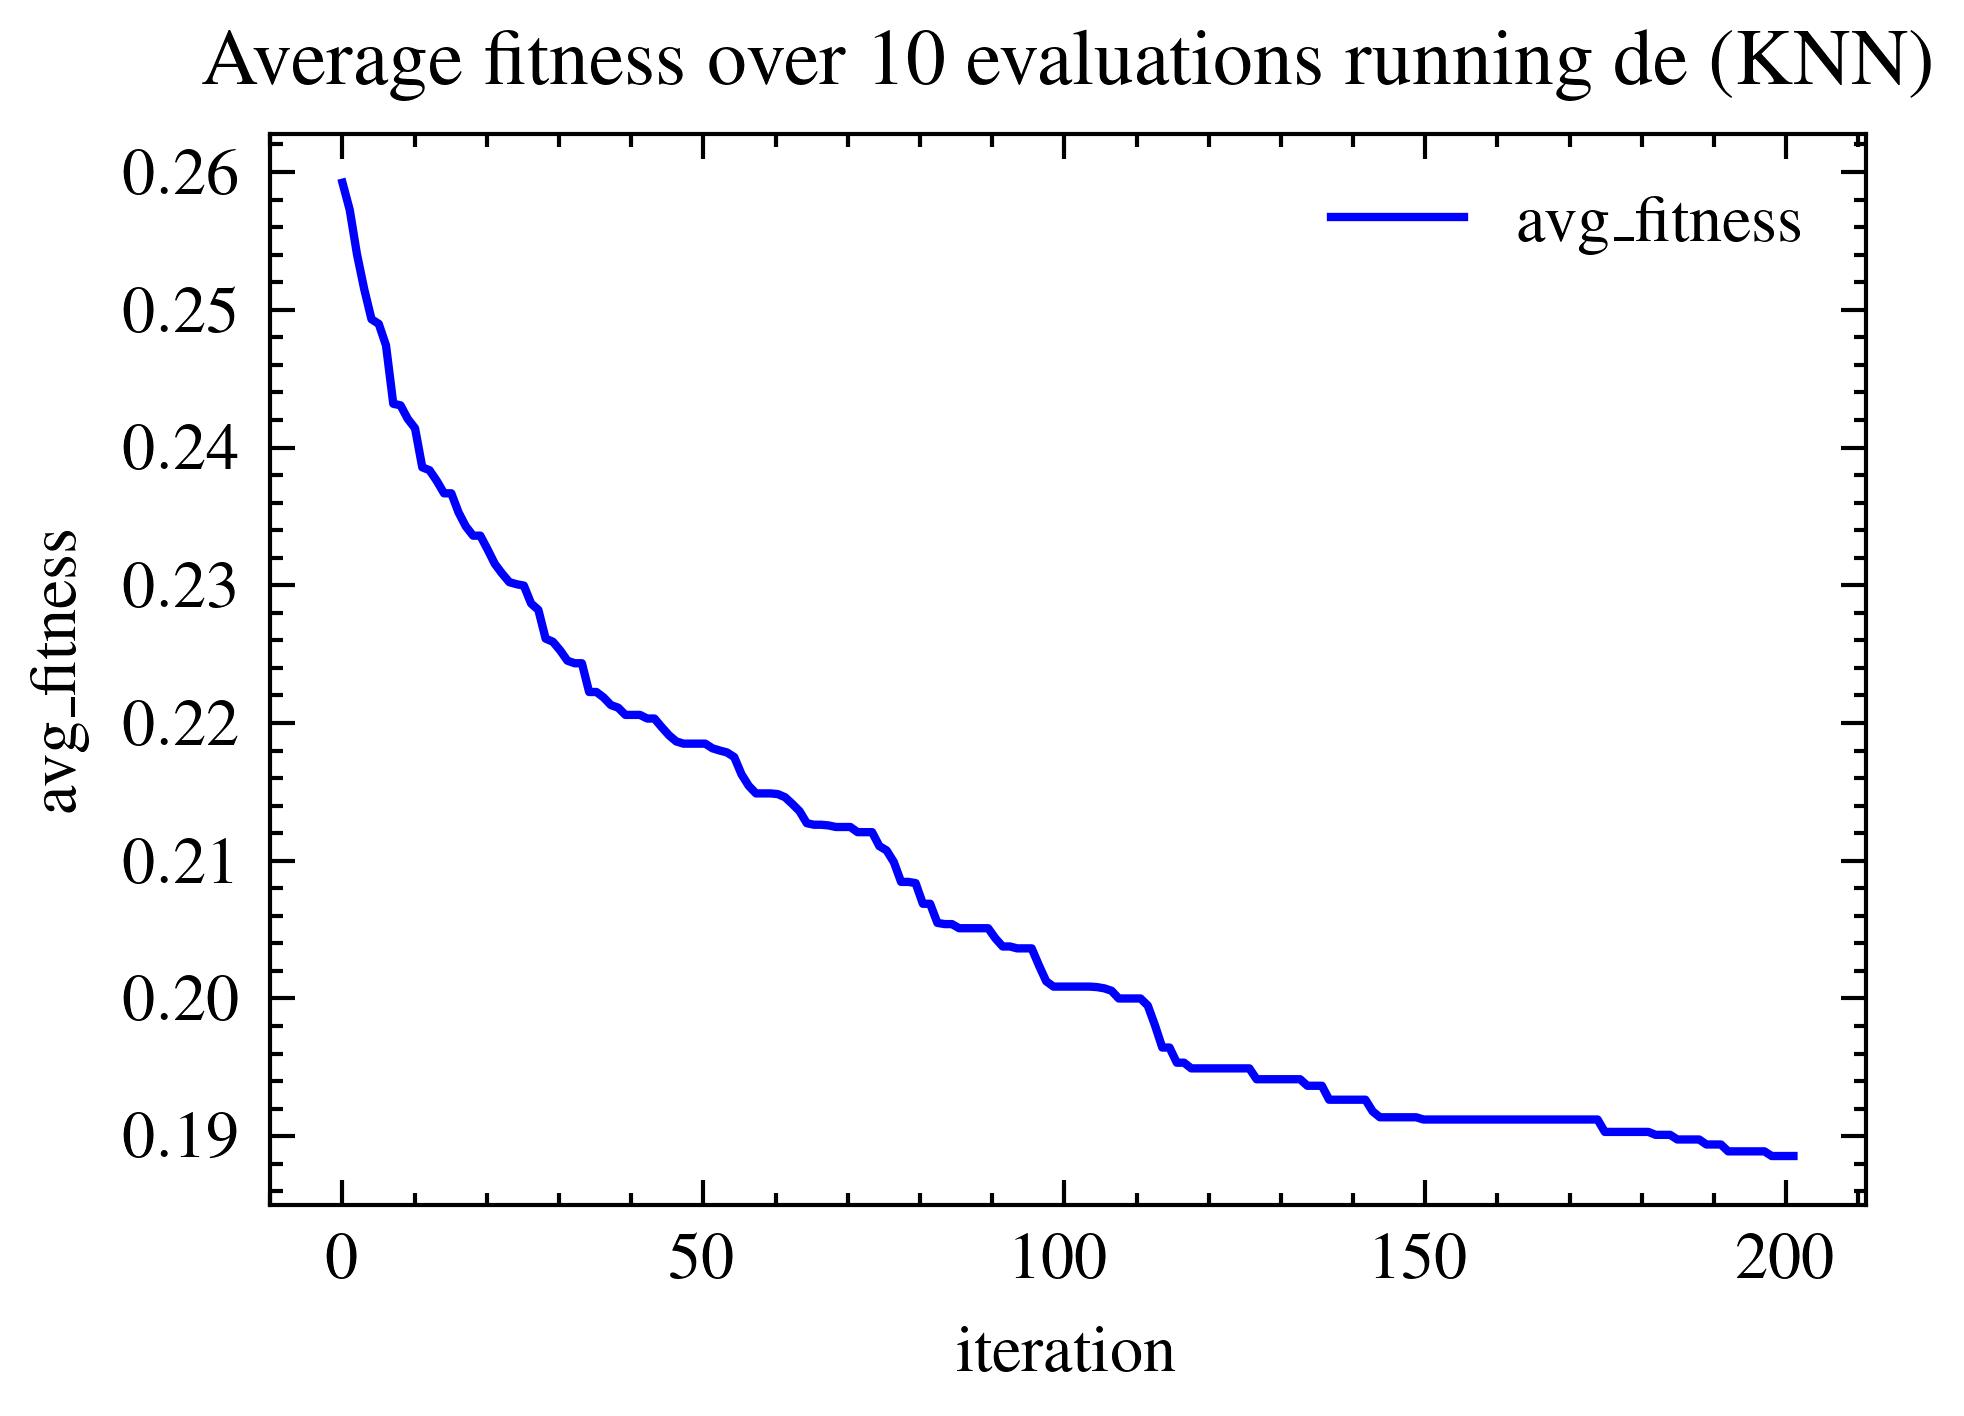 Average fitness over 10 evaluations running de (KNN)
avg_fitness
0.26
0.25
0.24
0.23
0.22
0.21
0.20
0.19
avg_fitness
0 50 100 150 200
iteration